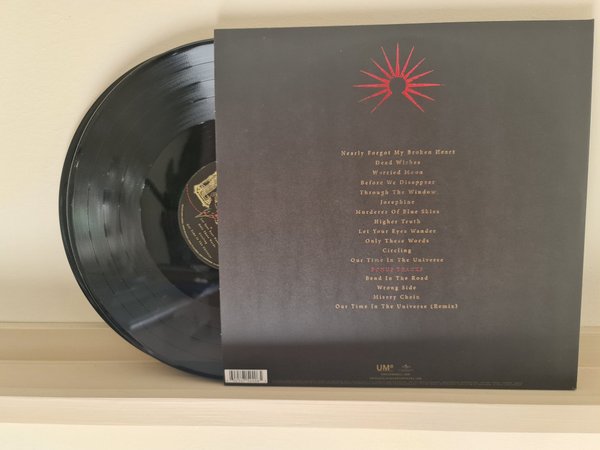 Nearly Forgot My Broken Heart
Dead Wishes
Worried Moon
Before We Disappear
Through The Window
Josephine
Murderer Of Blue Skies
Higher Truth
Let Your Eyes Wander
Only These Words
Circling
Our Time In The Universe
BONUS TRACKS
Bend In The Road
Wrong Side
Misery Chain
Our Time In The Universe (Remix)
UMe